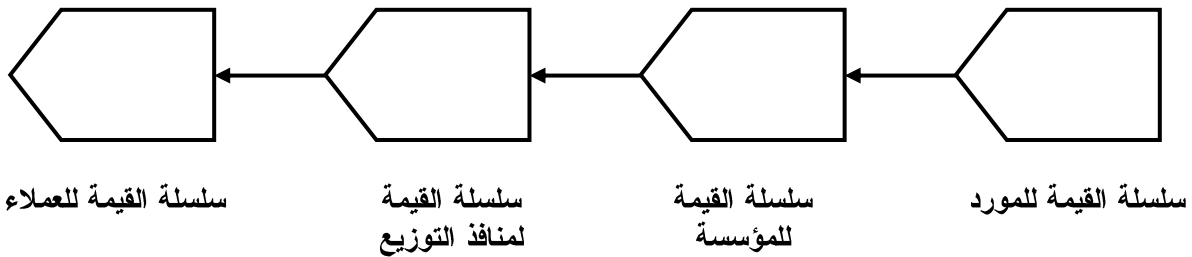 سلسلة القيمة للمورد
سلسلة القيمة
للمؤسسة
سلسلة القيمة
لمنافذ التوزيع
سلسلة القيمة للعملاء